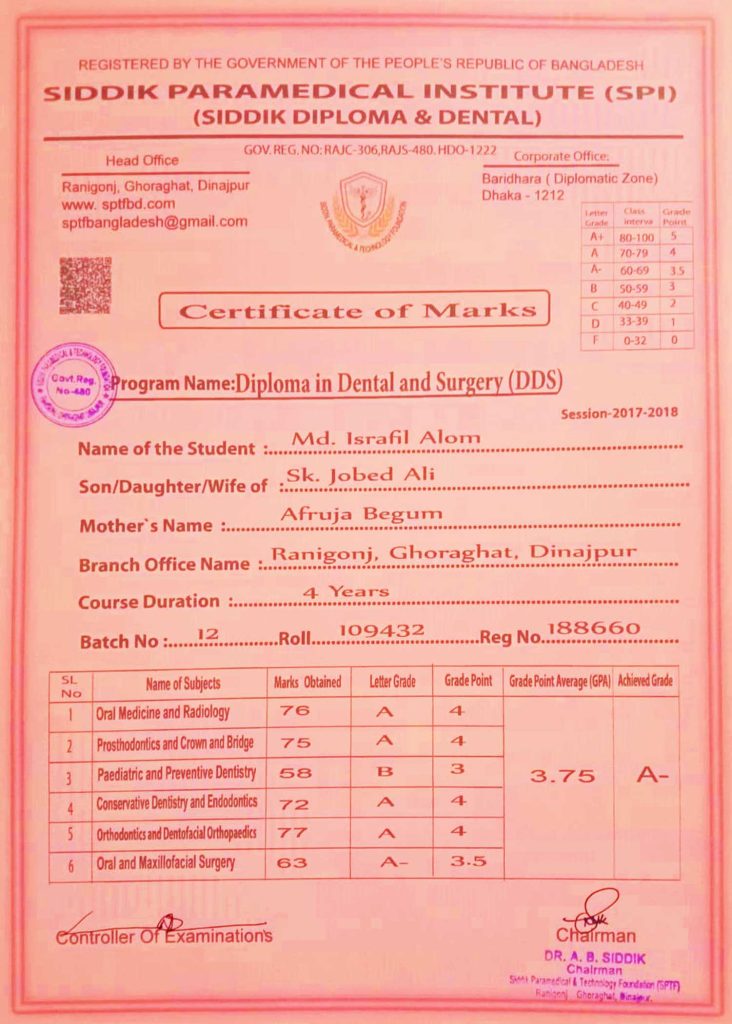 REGISTERED BY THE GOVERNMENT OF THE PEOPLE'S REPUBLIC OF BANGLADESH
SIDDIK PARAMEDICAL INSTITUTE (SPI)
(SIDDIK DIPLOMA & DENTAL)
GOV. REG. NO: RAJC-306,RAJS-480. HDO-1222
Head Office
Ranigonj, Ghoraghat, Dinajpur
www. sptfbd.com
sptfbangladesh@gmail.com
Corporate Office:
Baridhara ( Diplomatic Zone)
Dhaka - 1212
Letter Grade Class Interva Grade Point
A+ 80-100 5
A 70-79 4
A- 60-69 3.5
B 50-59 3
C 40-49 2
D 33-39 1
F 0-32 0
Certificate of Marks
Govt. Reg.
No-480
Program Name:Diploma in Dental and Surgery (DDS)
Session-2017-2018
Name of the Student : Md. Israfil Alom
Son/Daughter/Wife of : Sk. Jobed Ali
Mother`s Name : Afruja Begum
Branch Office Name : Ranigonj, Ghoraghat, Dinajpur
Course Duration : 4 Years
Batch No : 12 Roll 109432 Reg No. 188660
SL No Name of Subjects Marks Obtained Letter Grade Grade Point Grade Point Average (GPA) Achieved Grade
1 Oral Medicine and Radiology 76 A 4
2 Prosthodontics and Crown and Bridge 75 A 4
3 Paediatric and Preventive Dentistry 58 B 3 3.75 A-
4 Conservative Dentistry and Endodontics 72 A 4
5 Orthodontics and Dentofacial Orthopaedics 77 A 4
6 Oral and Maxillofacial Surgery 63 A- 3.5
Controller Of Examinations
Chairman
DR. A. B. SIDDIK
Chairman
Siddik Paramedical & Technology Foundation (SPTF)
Ranigonj Ghoraghat, Dinajpur.